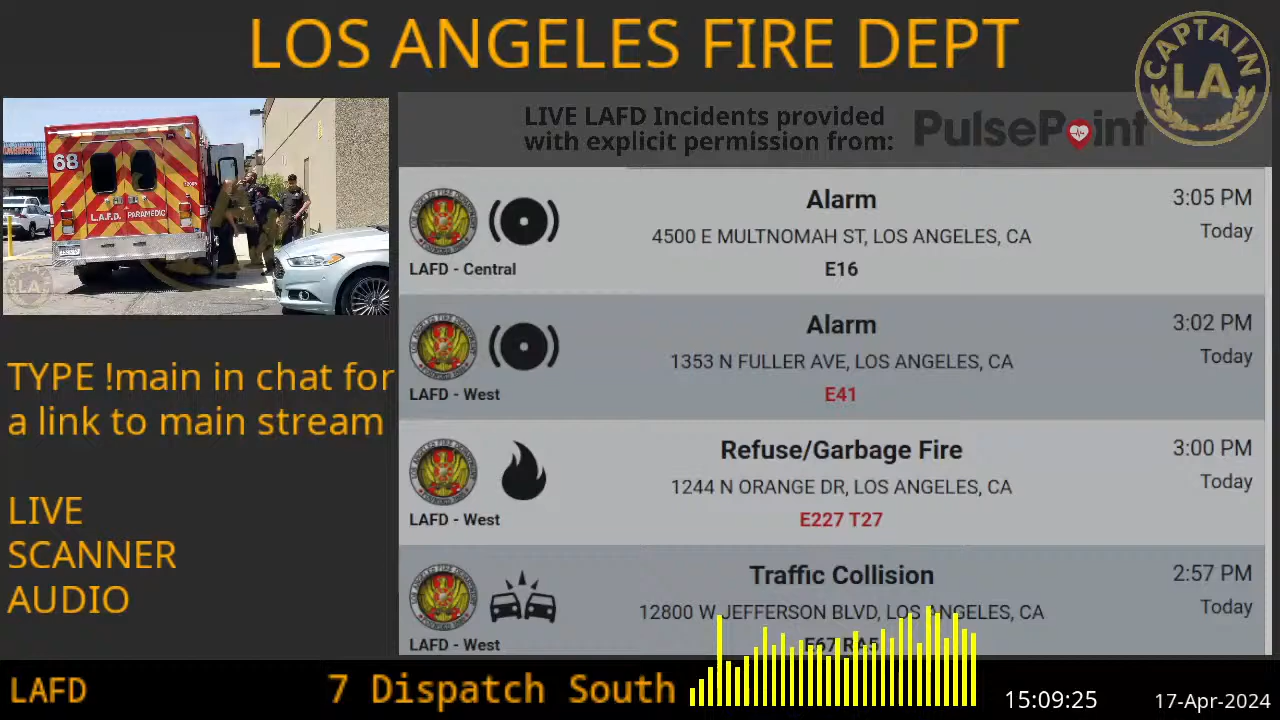 LOS ANGELES FIRE DEPT
CAPTAIN
LA
LIVE LAFD Incidents provided
with explicit permission from:
PulsePoint
68
L.A.F.D. PARAMEDIC
LA
Alarm
3:05 PM
4500 E MULTNOMAH ST, LOS ANGELES, CA
Today
LAFD - Central
E16
Alarm
3:02 PM
1353 N FULLER AVE, LOS ANGELES, CA
Today
LAFD - West
E41
Refuse/Garbage Fire
3:00 PM
1244 N ORANGE DR, LOS ANGELES, CA
Today
LAFD - West
E227 T27
Traffic Collision
2:57 PM
12800 W JEFFERSON BLVD, LOS ANGELES, CA
Today
LAFD - West
E67 RA5
TYPE !main in chat for
a link to main stream
LIVE
SCANNER
AUDIO
LAFD
7 Dispatch South
15:09:25
17-Apr-2024